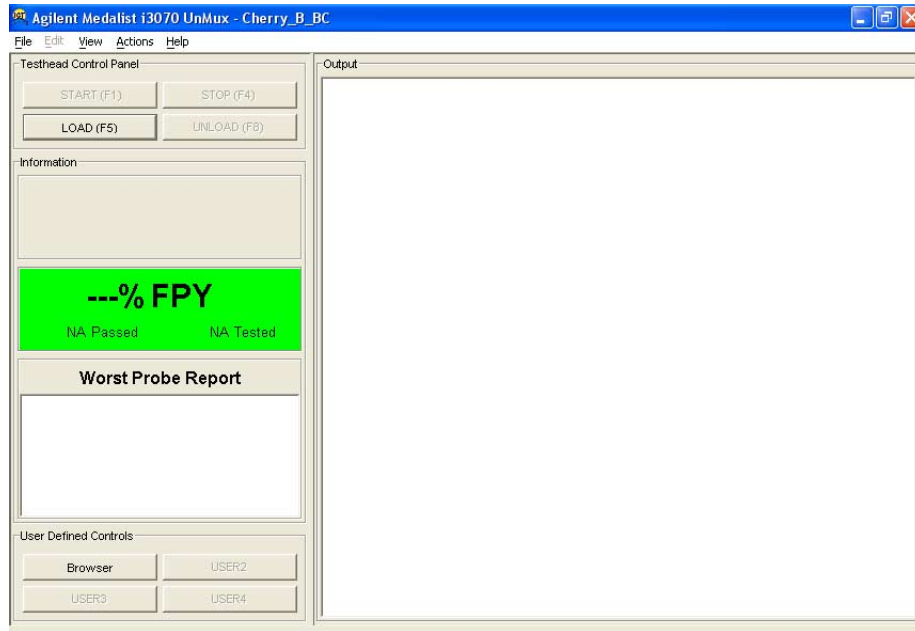 Agilent Medalist i3070 UnMux - Cherry_B_BC
File Edit View Actions Help
Testhead Control Panel
START (F1) STOP (F4)
LOAD (F5) UNLOAD (F8)
Information
---% FPY
NA Passed NA Tested
Worst Probe Report
User Defined Controls
Browser USER2
USER3 USER4
Output